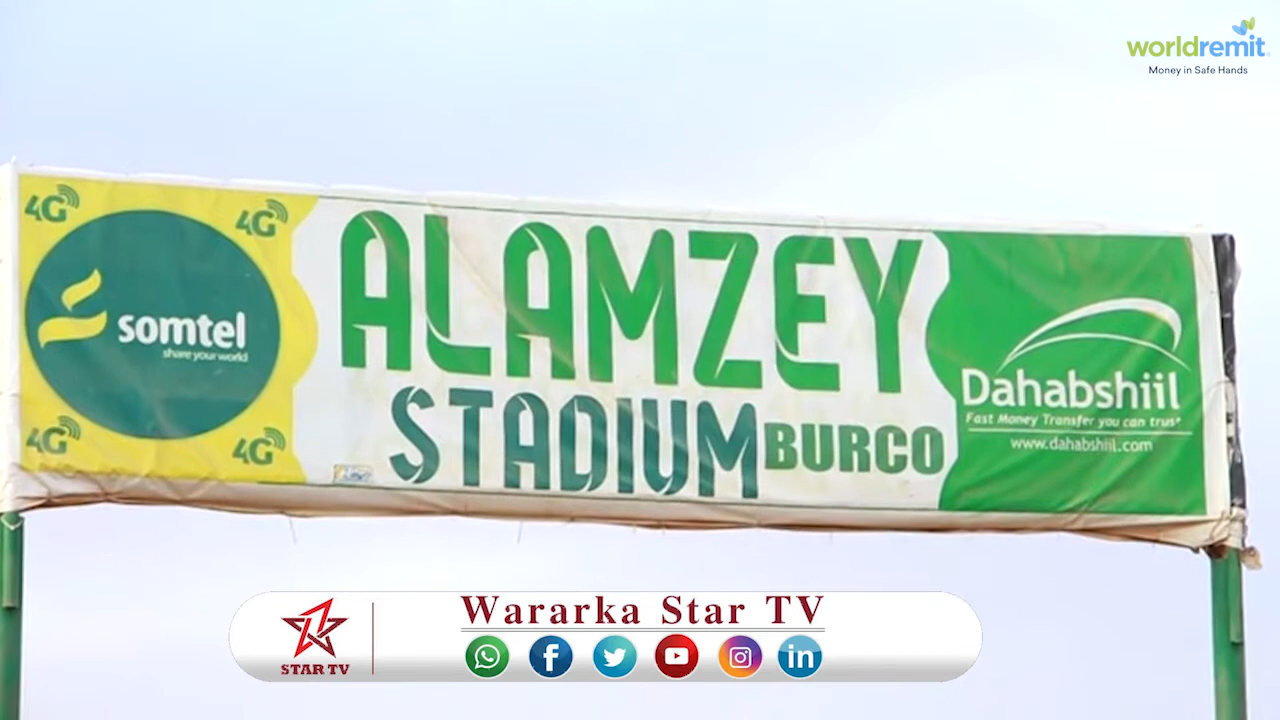 worldremit
Money in Safe Hands
4G
4G
somtel
share your world
4G
4G
ALAMZEY
STADIUM BURCO
Dahabshiil
Fast Money Transfer you can trust
www.dahabshiil.com
Wararka Star TV
STAR TV